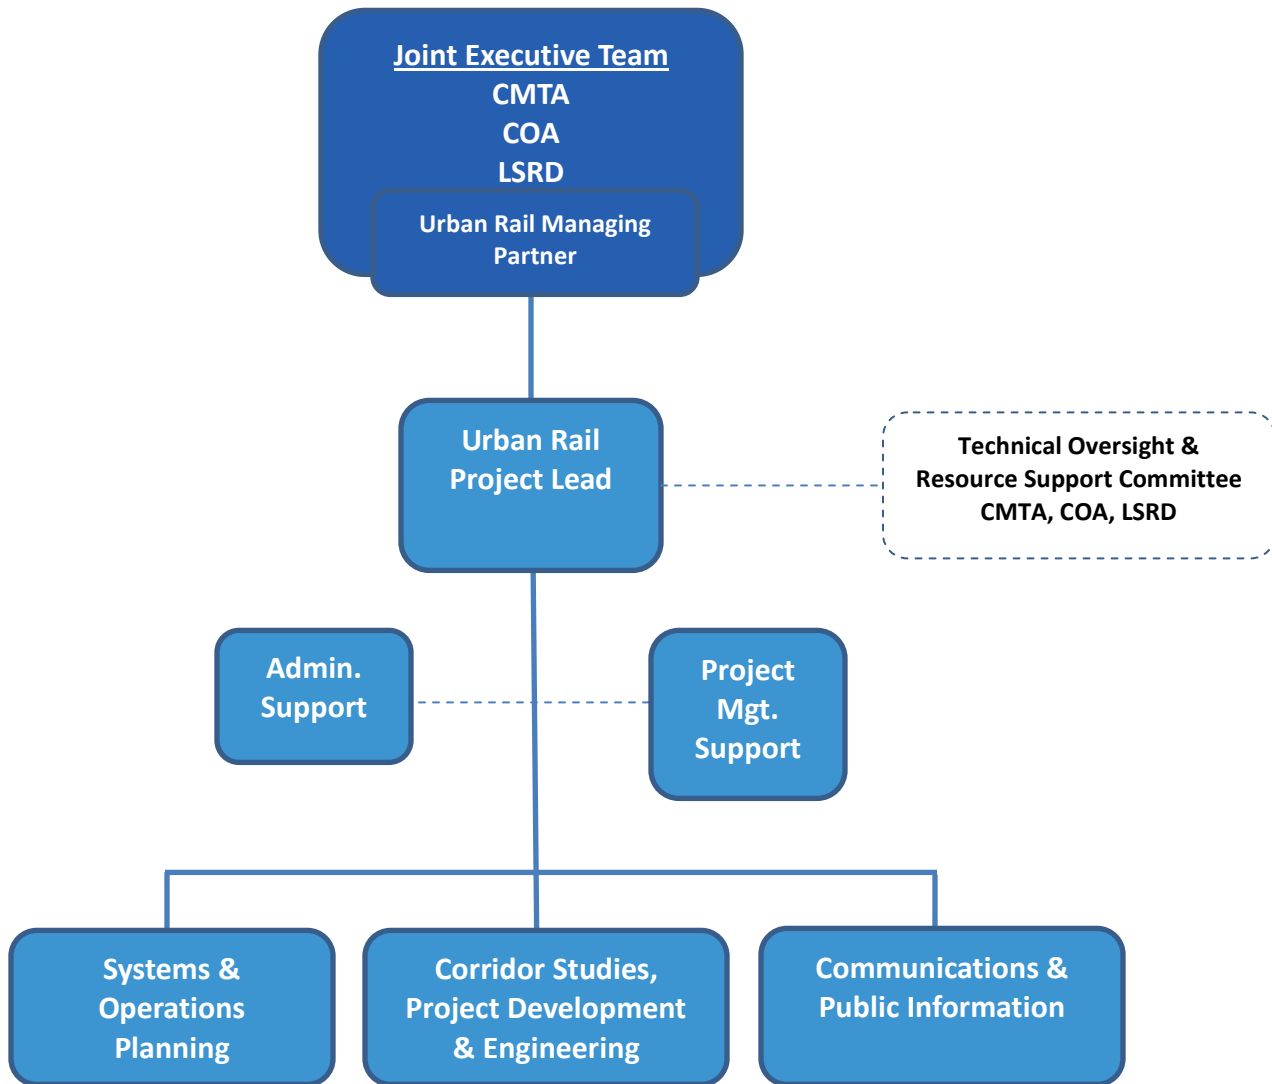 Joint Executive Team
CMTA
COA
LSRD
Urban Rail Managing
Partner
Urban Rail
Project Lead
Technical Oversight &
Resource Support Committee
CMTA, COA, LSRD
Admin.
Support
Project
Mgt.
Support
Systems &
Operations
Planning
Corridor Studies,
Project Development
& Engineering
Communications &
Public Information